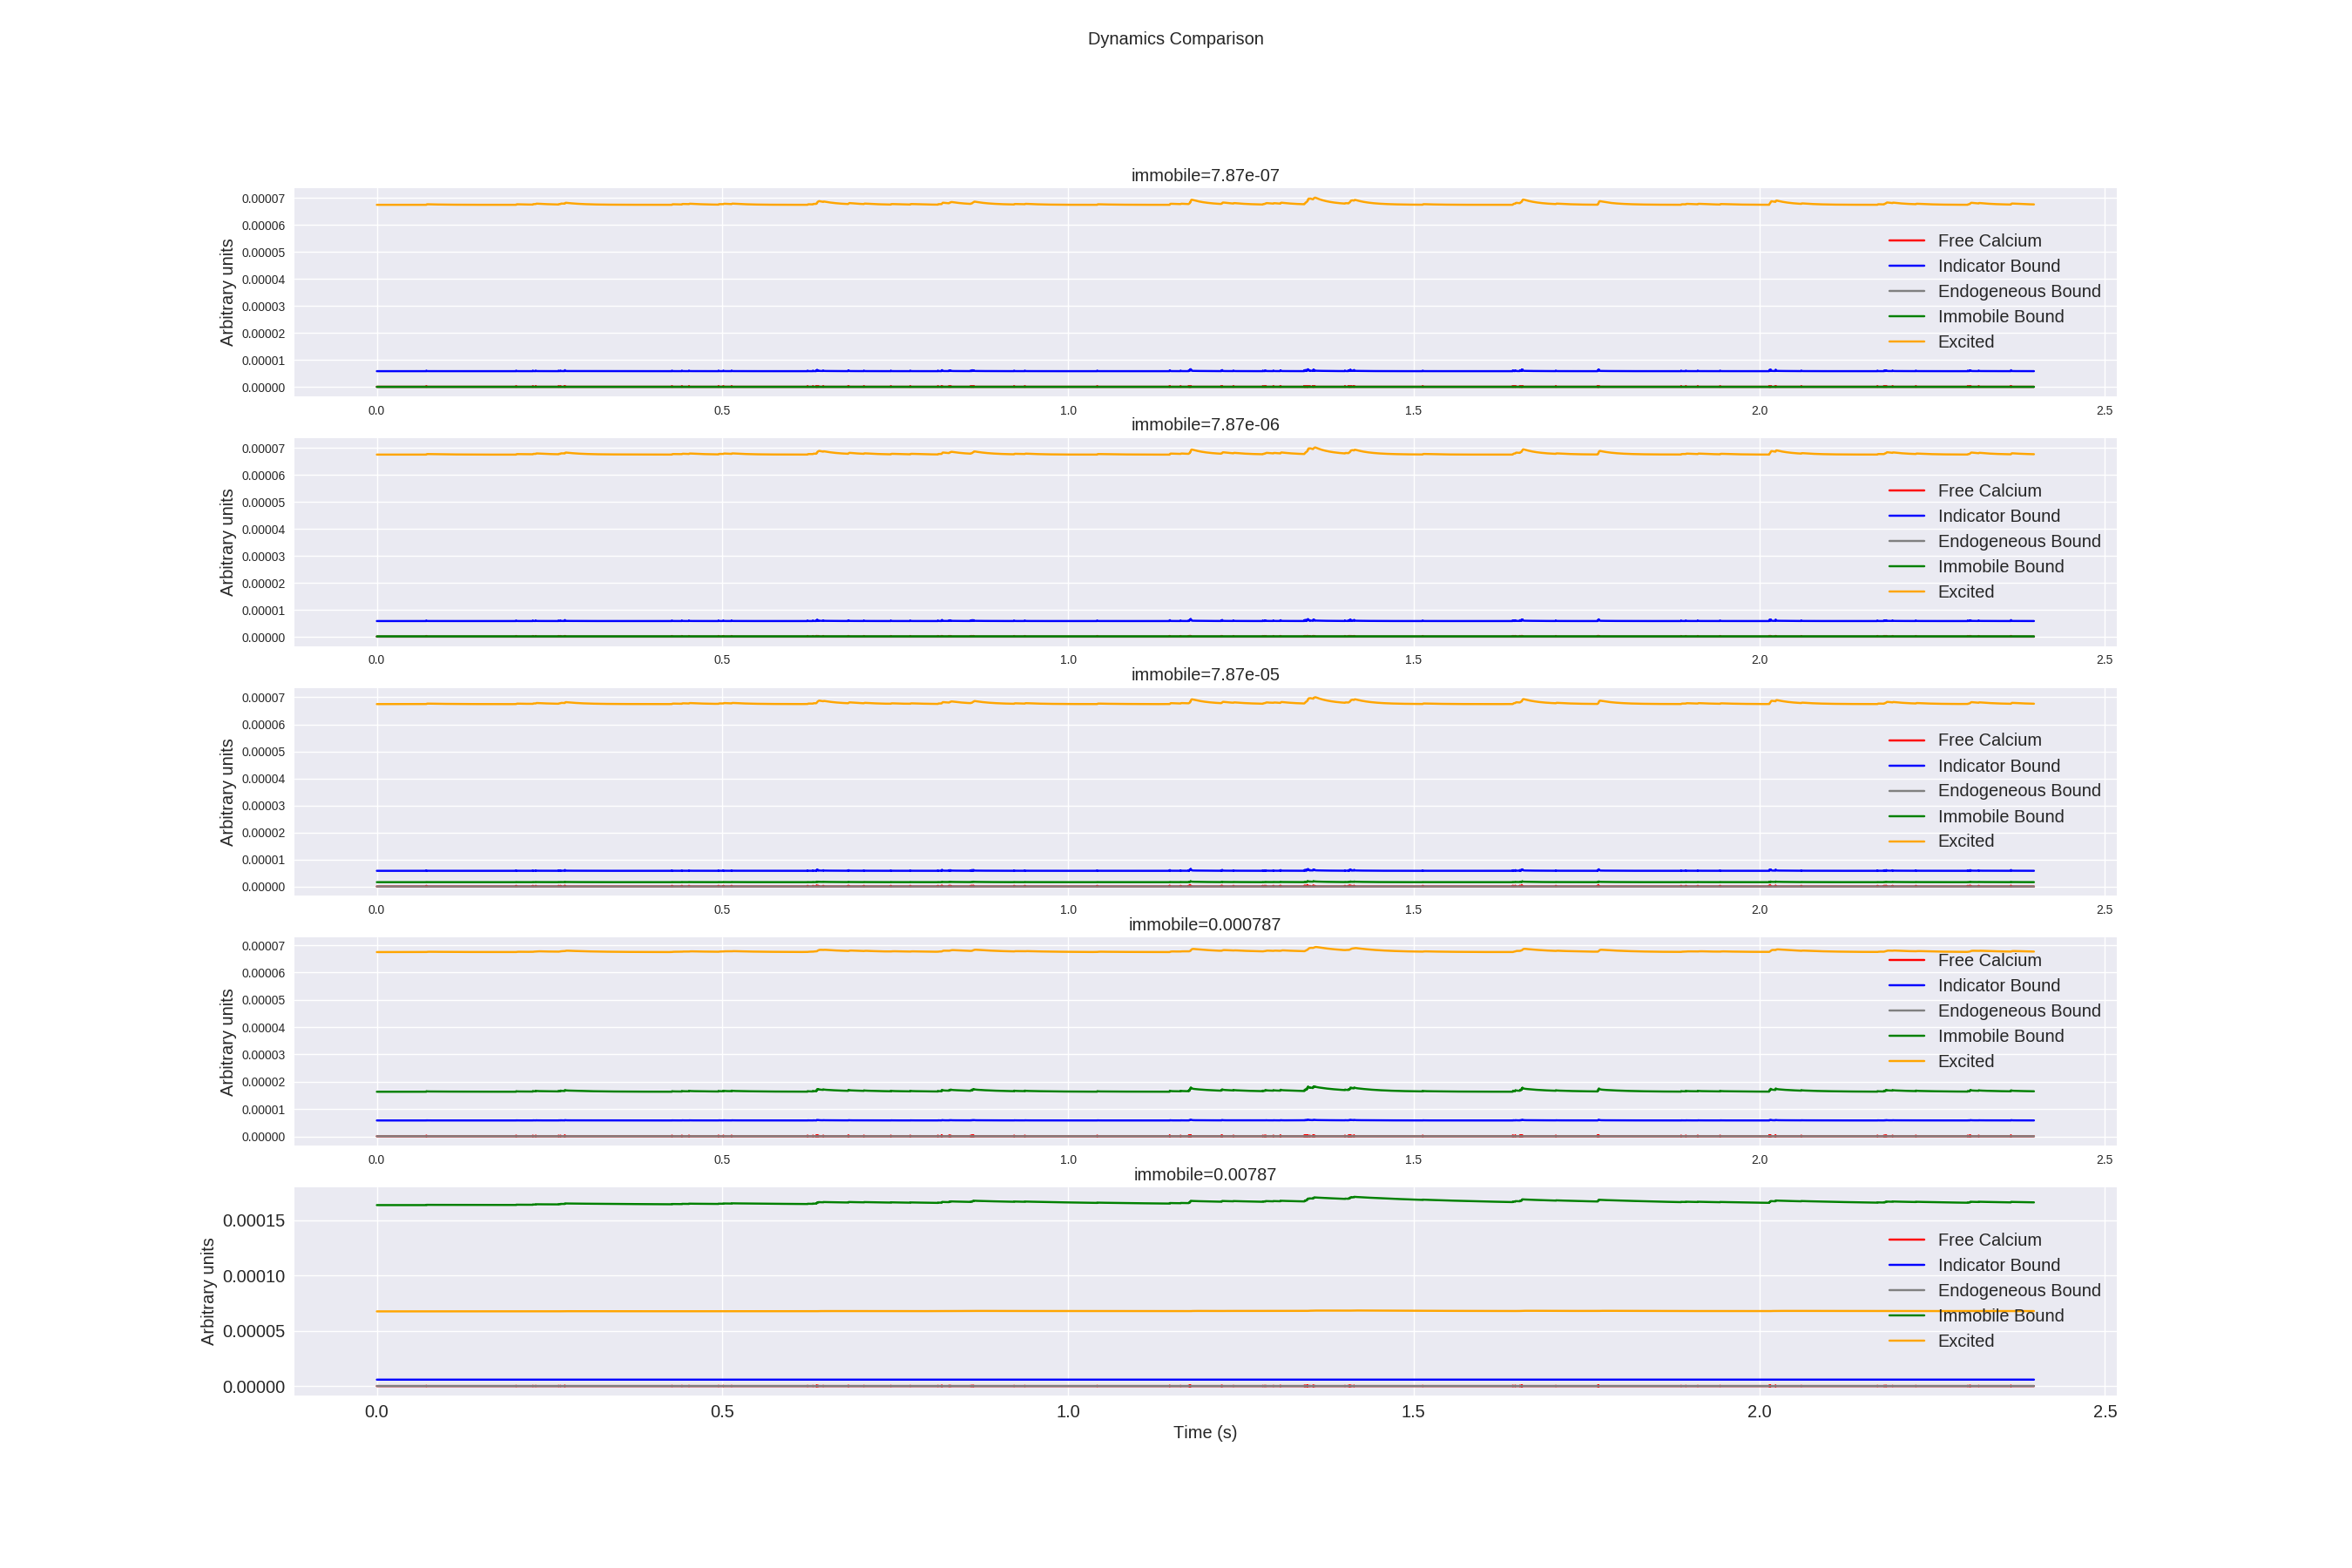 Dynamics Comparison
immobile=7.87e-07
Arbitrary units
0.00007
0.00006
0.00005
0.00004
0.00003
0.00002
0.00001
0.00000
Free Calcium
Indicator Bound
Endogeneous Bound
Immobile Bound
Excited
0.0 0.5 1.0 1.5 2.0 2.5
immobile=7.87e-06
Arbitrary units
0.00007
0.00006
0.00005
0.00004
0.00003
0.00002
0.00001
0.00000
Free Calcium
Indicator Bound
Endogeneous Bound
Immobile Bound
Excited
0.0 0.5 1.0 1.5 2.0 2.5
immobile=7.87e-05
Arbitrary units
0.00007
0.00006
0.00005
0.00004
0.00003
0.00002
0.00001
0.00000
Free Calcium
Indicator Bound
Endogeneous Bound
Immobile Bound
Excited
0.0 0.5 1.0 1.5 2.0 2.5
immobile=0.000787
Arbitrary units
0.00007
0.00006
0.00005
0.00004
0.00003
0.00002
0.00001
0.00000
Free Calcium
Indicator Bound
Endogeneous Bound
Immobile Bound
Excited
0.0 0.5 1.0 1.5 2.0 2.5
immobile=0.00787
Arbitrary units
0.00015
0.00010
0.00005
0.00000
Free Calcium
Indicator Bound
Endogeneous Bound
Immobile Bound
Excited
0.0 0.5 1.0 1.5 2.0 2.5
Time (s)